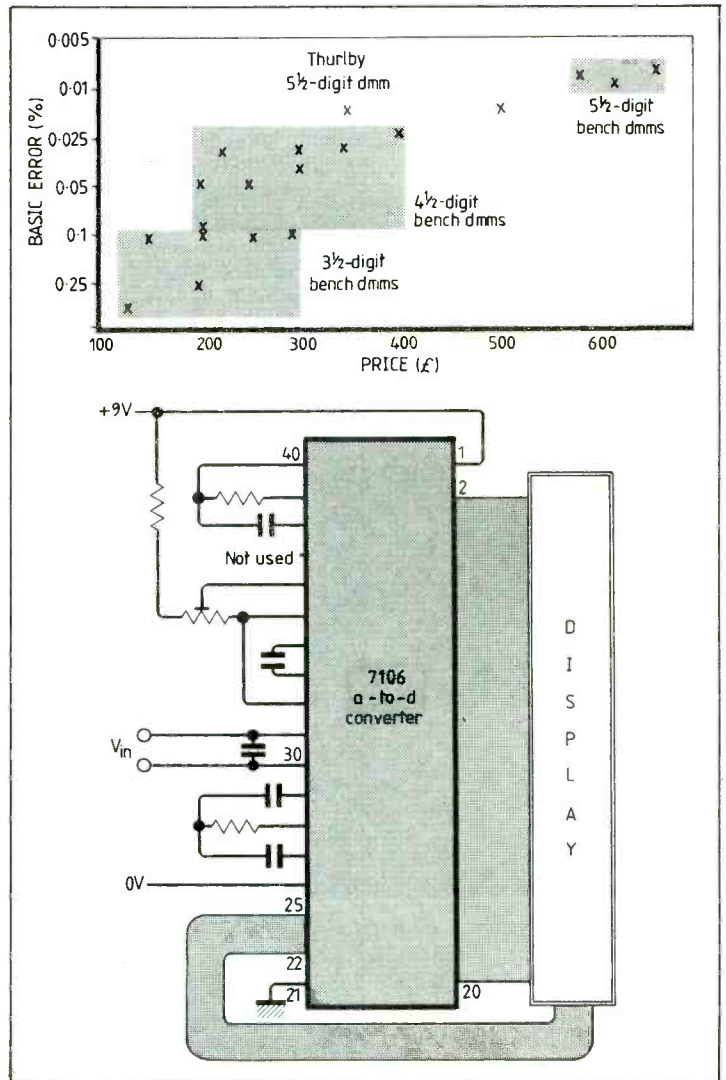 0·005
0·01
0·025
0·05
0·1
0·25
BASIC ERROR (%)
Thurlby
5½-digit dmm
5½-digit
bench dmms
4½-digit
bench dmms
3½-digit
bench dmms
100 200 300 400 500 600
PRICE (£)
+9V
40
1
2
Not used
7106
a-to-d
converter
Vin
30
0V
25
22
21
20
DISPLAY